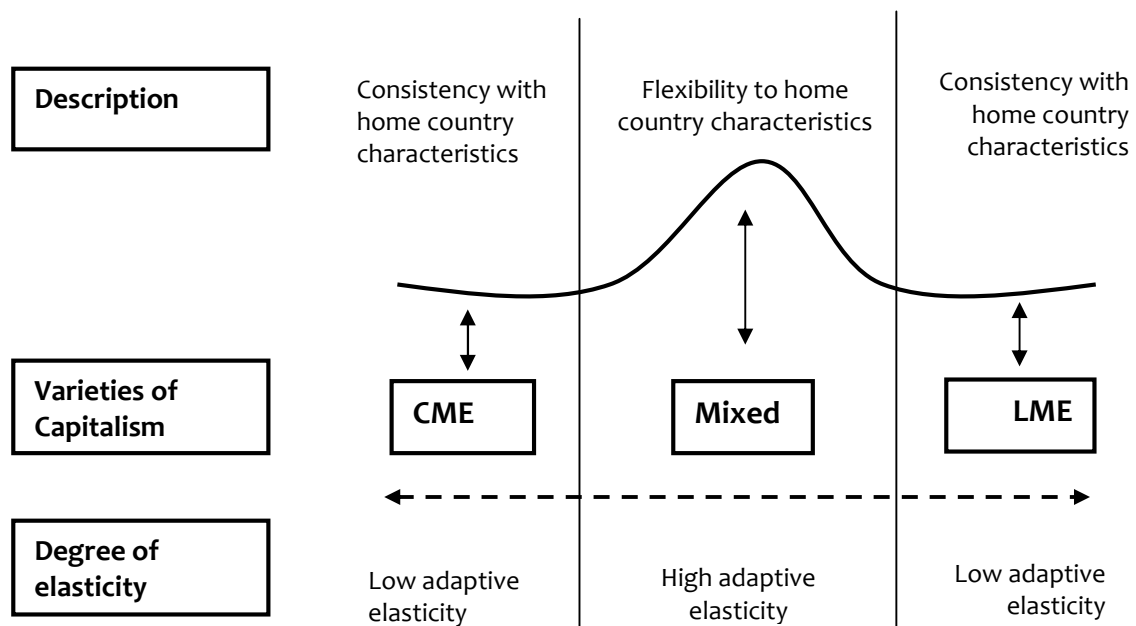 Description
Consistency with
home country
characteristics
Flexibility to home
country characteristics
Consistency with
home country
characteristics
Varieties of
Capitalism
CME
Mixed
LME
Degree of
elasticity
Low adaptive
elasticity
High adaptive
elasticity
Low adaptive
elasticity